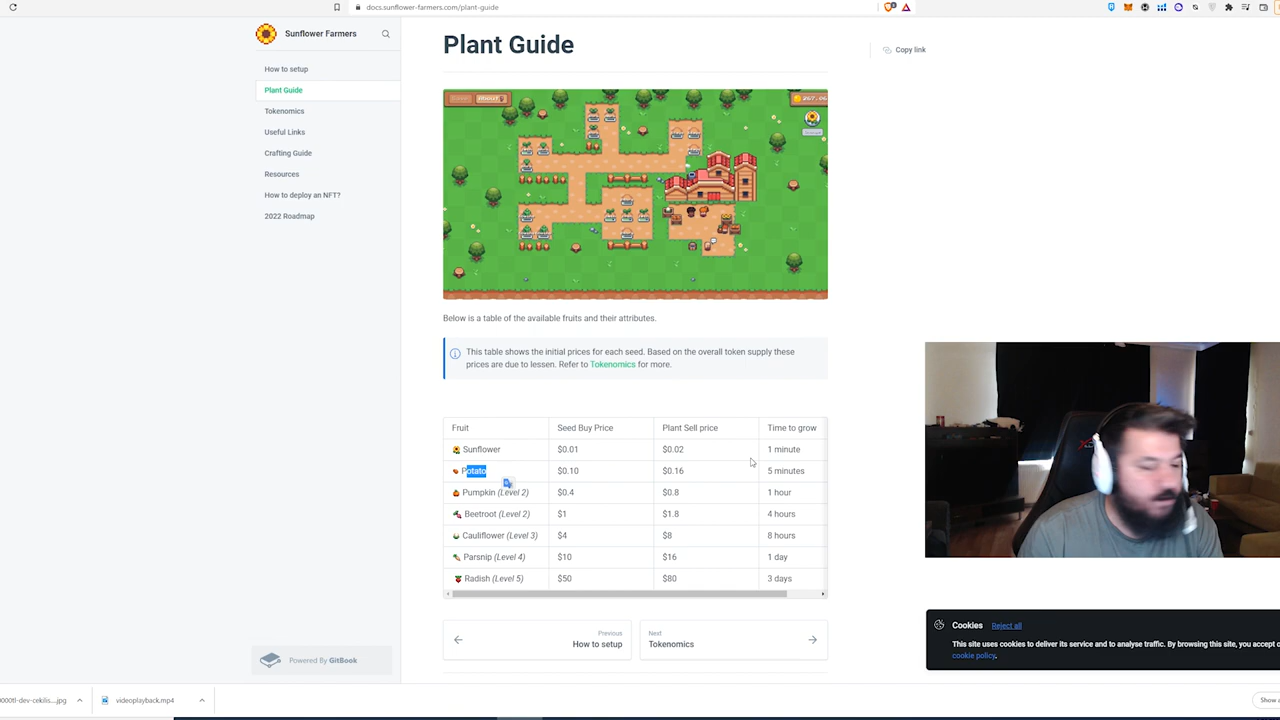 docs.sunflower-farmers.com/plant-guide
Sunflower Farmers
How to setup
Plant Guide
Tokenomics
Useful Links
Crafting Guide
Resources
How to deploy an NFT?
2022 Roadmap
Powered By GitBook
Plant Guide
Copy link
About
Below is a table of the available fruits and their attributes.
This table shows the initial prices for each seed. Based on the overall token supply these
prices are due to lessen. Refer to Tokenomics for more.
Fruit Seed Buy Price Plant Sell price Time to grow
Sunflower $0.01 $0.02 1 minute
Potato $0.10 $0.16 5 minutes
Pumpkin (Level 2) $0.4 $0.8 1 hour
Beetroot (Level 2) $1 $1.8 4 hours
Cauliflower (Level 3) $4 $8 8 hours
Parsnip (Level 4) $10 $16 1 day
Radish (Level 5) $50 $80 3 days
Previous
How to setup
Next
Tokenomics
Cookies Reject all
This site uses cookies to deliver its service and to analyse traffic. By browsing this site, you accept
cookie policy.
0000tl-dev-cekilis....jpg
videoplayback.mp4
Show